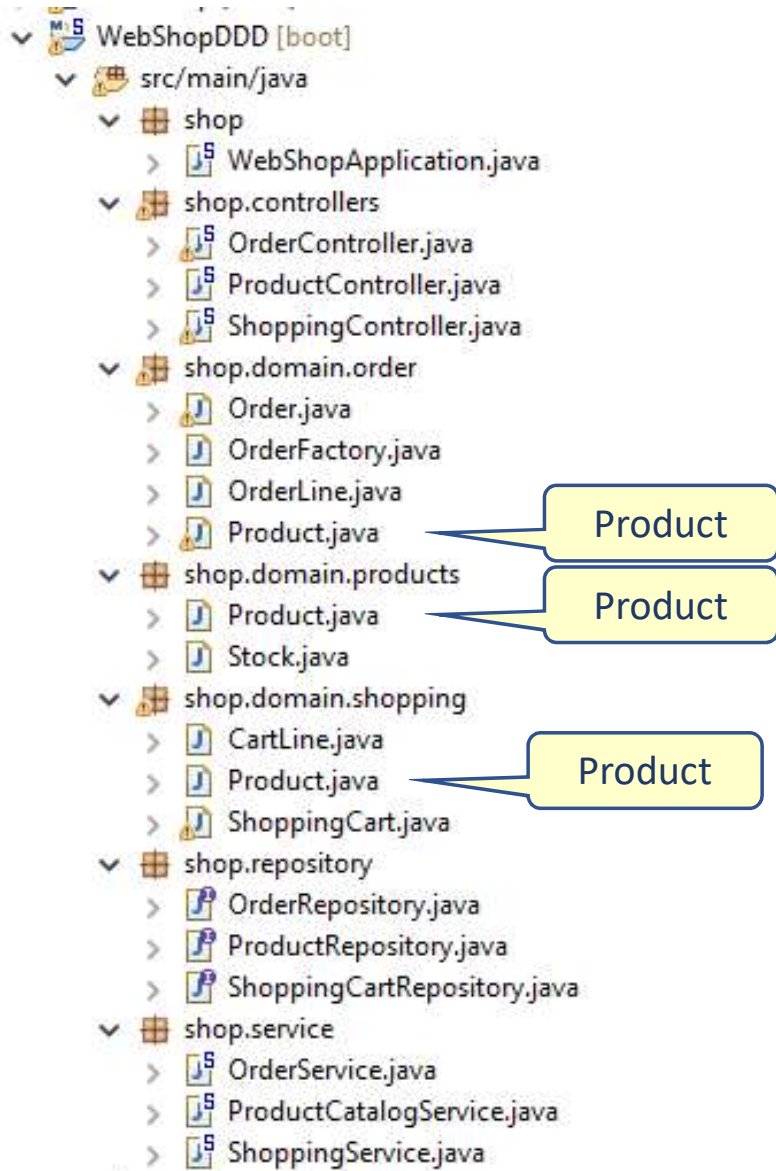 WebShopDDD [boot]
src/main/java
shop
WebShopApplication.java
shop.controllers
OrderController.java
ProductController.java
ShoppingController.java
shop.domain.order
Order.java
OrderFactory.java
OrderLine.java
Product.java Product
shop.domain.products
Product.java Product
Stock.java
shop.domain.shopping
CartLine.java
Product.java Product
ShoppingCart.java
shop.repository
OrderRepository.java
ProductRepository.java
ShoppingCartRepository.java
shop.service
OrderService.java
ProductCatalogService.java
ShoppingService.java